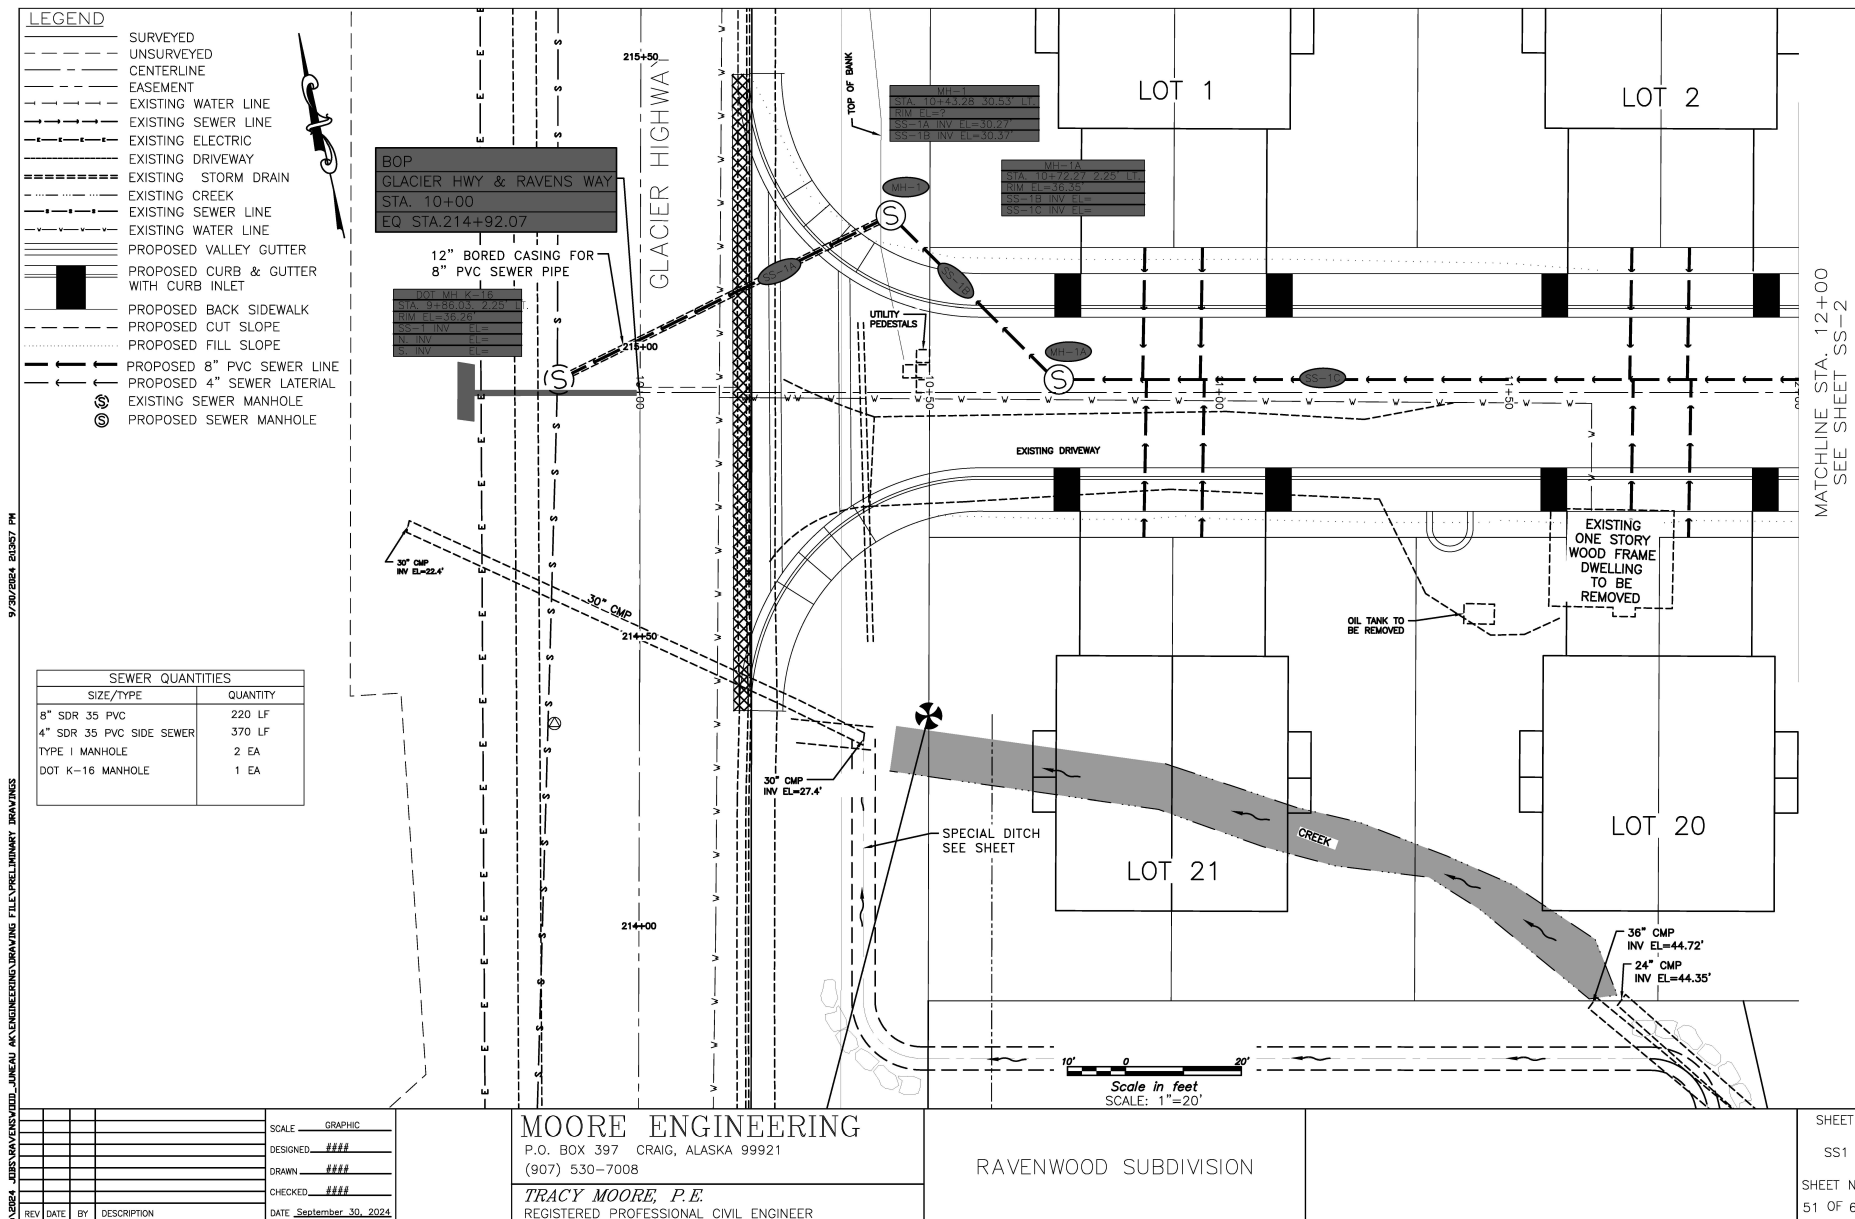 LEGEND
SURVEYED
UNSURVEYED
CENTERLINE
EASEMENT
EXISTING WATER LINE
EXISTING SEWER LINE
EXISTING ELECTRIC
EXISTING DRIVEWAY
EXISTING STORM DRAIN
EXISTING CREEK
EXISTING SEWER LINE
EXISTING WATER LINE
PROPOSED VALLEY GUTTER
PROPOSED CURB & GUTTER
WITH CURB INLET
PROPOSED BACK SIDEWALK
PROPOSED CUT SLOPE
PROPOSED FILL SLOPE
PROPOSED 8" PVC SEWER LINE
PROPOSED 4" SEWER LATERIAL
EXISTING SEWER MANHOLE
PROPOSED SEWER MANHOLE
BOP
GLACIER HWY & RAVENS WAY
STA. 10+00
EQ STA.214+92.07
12" BORED CASING FOR
8" PVC SEWER PIPE
DOT MH K-16
STA. 9+86.03, 2.25' LT.
RIM EL=36.26'
SS-1 INV EL=
N. INV EL=
S. INV EL=
215+50
GLACIER HIGHWAY
215+00
10+00
214+50
214+00
TOP OF BANK
MH-1
STA. 10+43.28 30.53' LT.
RIM EL=?
SS-1A INV EL=30.27'
SS-1B INV EL=30.37'
MH-1A
STA. 10+72.27 2.25' LT.
RIM EL=36.35'
SS-1B INV EL=
SS-1C INV EL=
MH-1
SS-1A
SS-1B
MH-1A
SS-1C
UTILITY
PEDESTALS
LOT 1
LOT 2
MATCHLINE STA. 12+00
SEE SHEET SS-2
EXISTING DRIVEWAY
EXISTING
ONE STORY
WOOD FRAME
DWELLING
TO BE
REMOVED
OIL TANK TO
BE REMOVED
30" CMP
INV EL=22.4'
30" CMP
30" CMP
INV EL=27.4'
SPECIAL DITCH
SEE SHEET
CREEK
LOT 21
LOT 20
36" CMP
INV EL=44.72'
24" CMP
INV EL=44.35'
10' 0 20'
Scale in feet
SCALE: 1"=20'
SEWER QUANTITIES
SIZE/TYPE QUANTITY
8" SDR 35 PVC 220 LF
4" SDR 35 PVC SIDE SEWER 370 LF
TYPE I MANHOLE 2 EA
DOT K-16 MANHOLE 1 EA
REV DATE BY DESCRIPTION
SCALE GRAPHIC
DESIGNED ####
DRAWN ####
CHECKED ####
DATE September 30, 2024
MOORE ENGINEERING
P.O. BOX 397 CRAIG, ALASKA 99921
(907) 530-7008
TRACY MOORE, P.E.
REGISTERED PROFESSIONAL CIVIL ENGINEER
RAVENWOOD SUBDIVISION
SHEET
SS1
SHEET N
51 OF 6